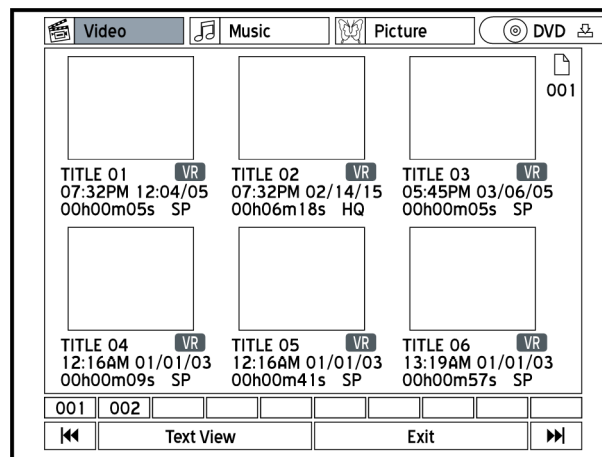 Video Music Picture DVD
001
TITLE 01 VR TITLE 02 VR TITLE 03 VR
07:32PM 12:04/05 07:32PM 02/14/15 05:45PM 03/06/05
00h00m05s SP 00h06m18s HQ 00h00m05s SP
TITLE 04 VR TITLE 05 VR TITLE 06 VR
12:16AM 01/01/03 12:16AM 01/01/03 13:19AM 01/01/03
00h00m09s SP 00h00m41s SP 00h00m57s SP
001 002
Text View Exit